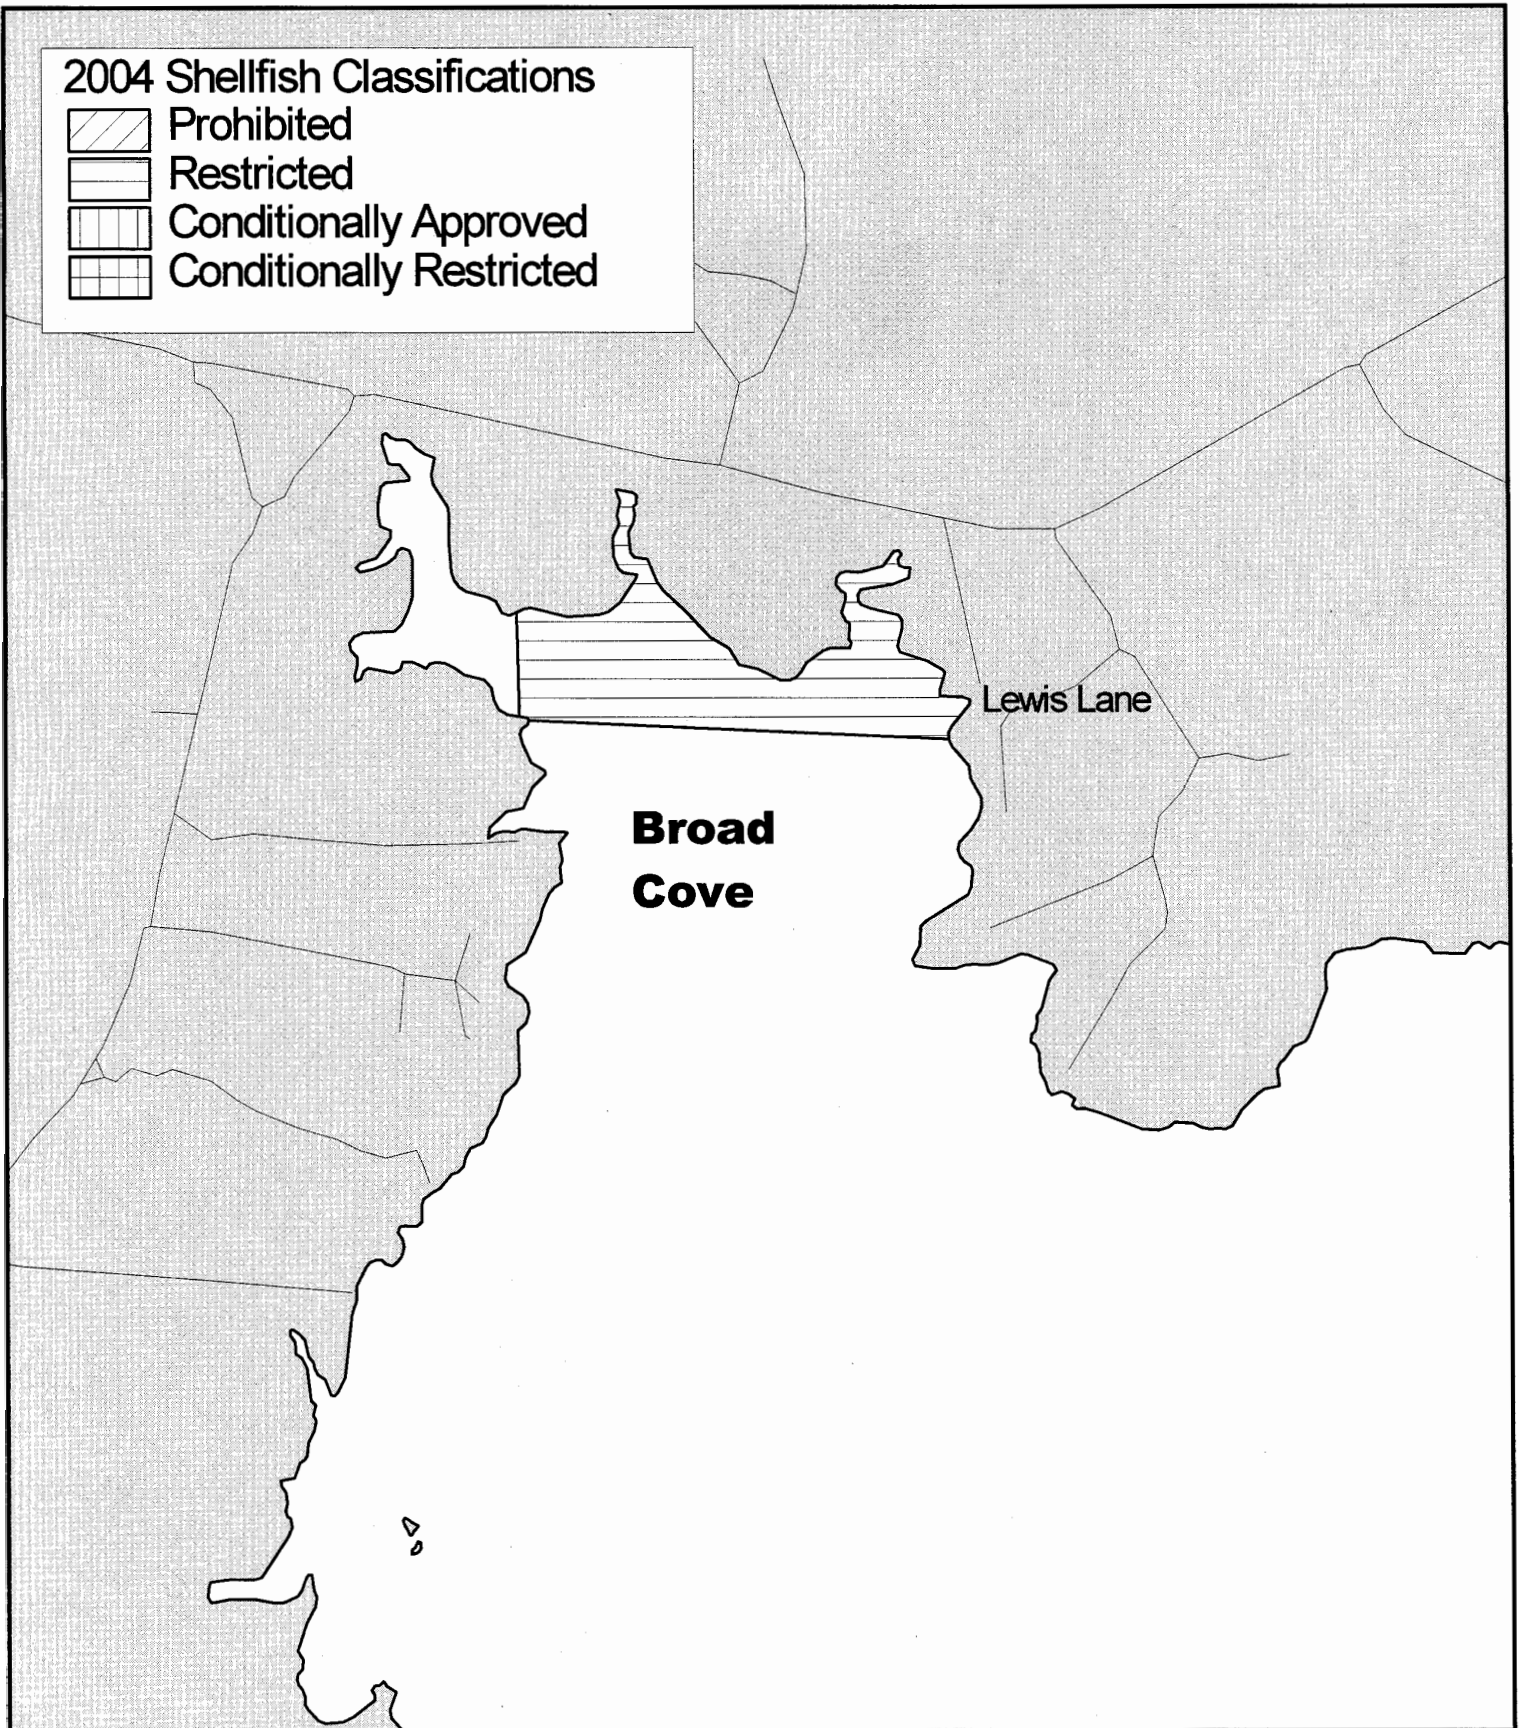 2004 Shellfish Classifications
Prohibited
Restricted
Conditionally Approved
Conditionally Restricted
Lewis Lane
Broad
Cove